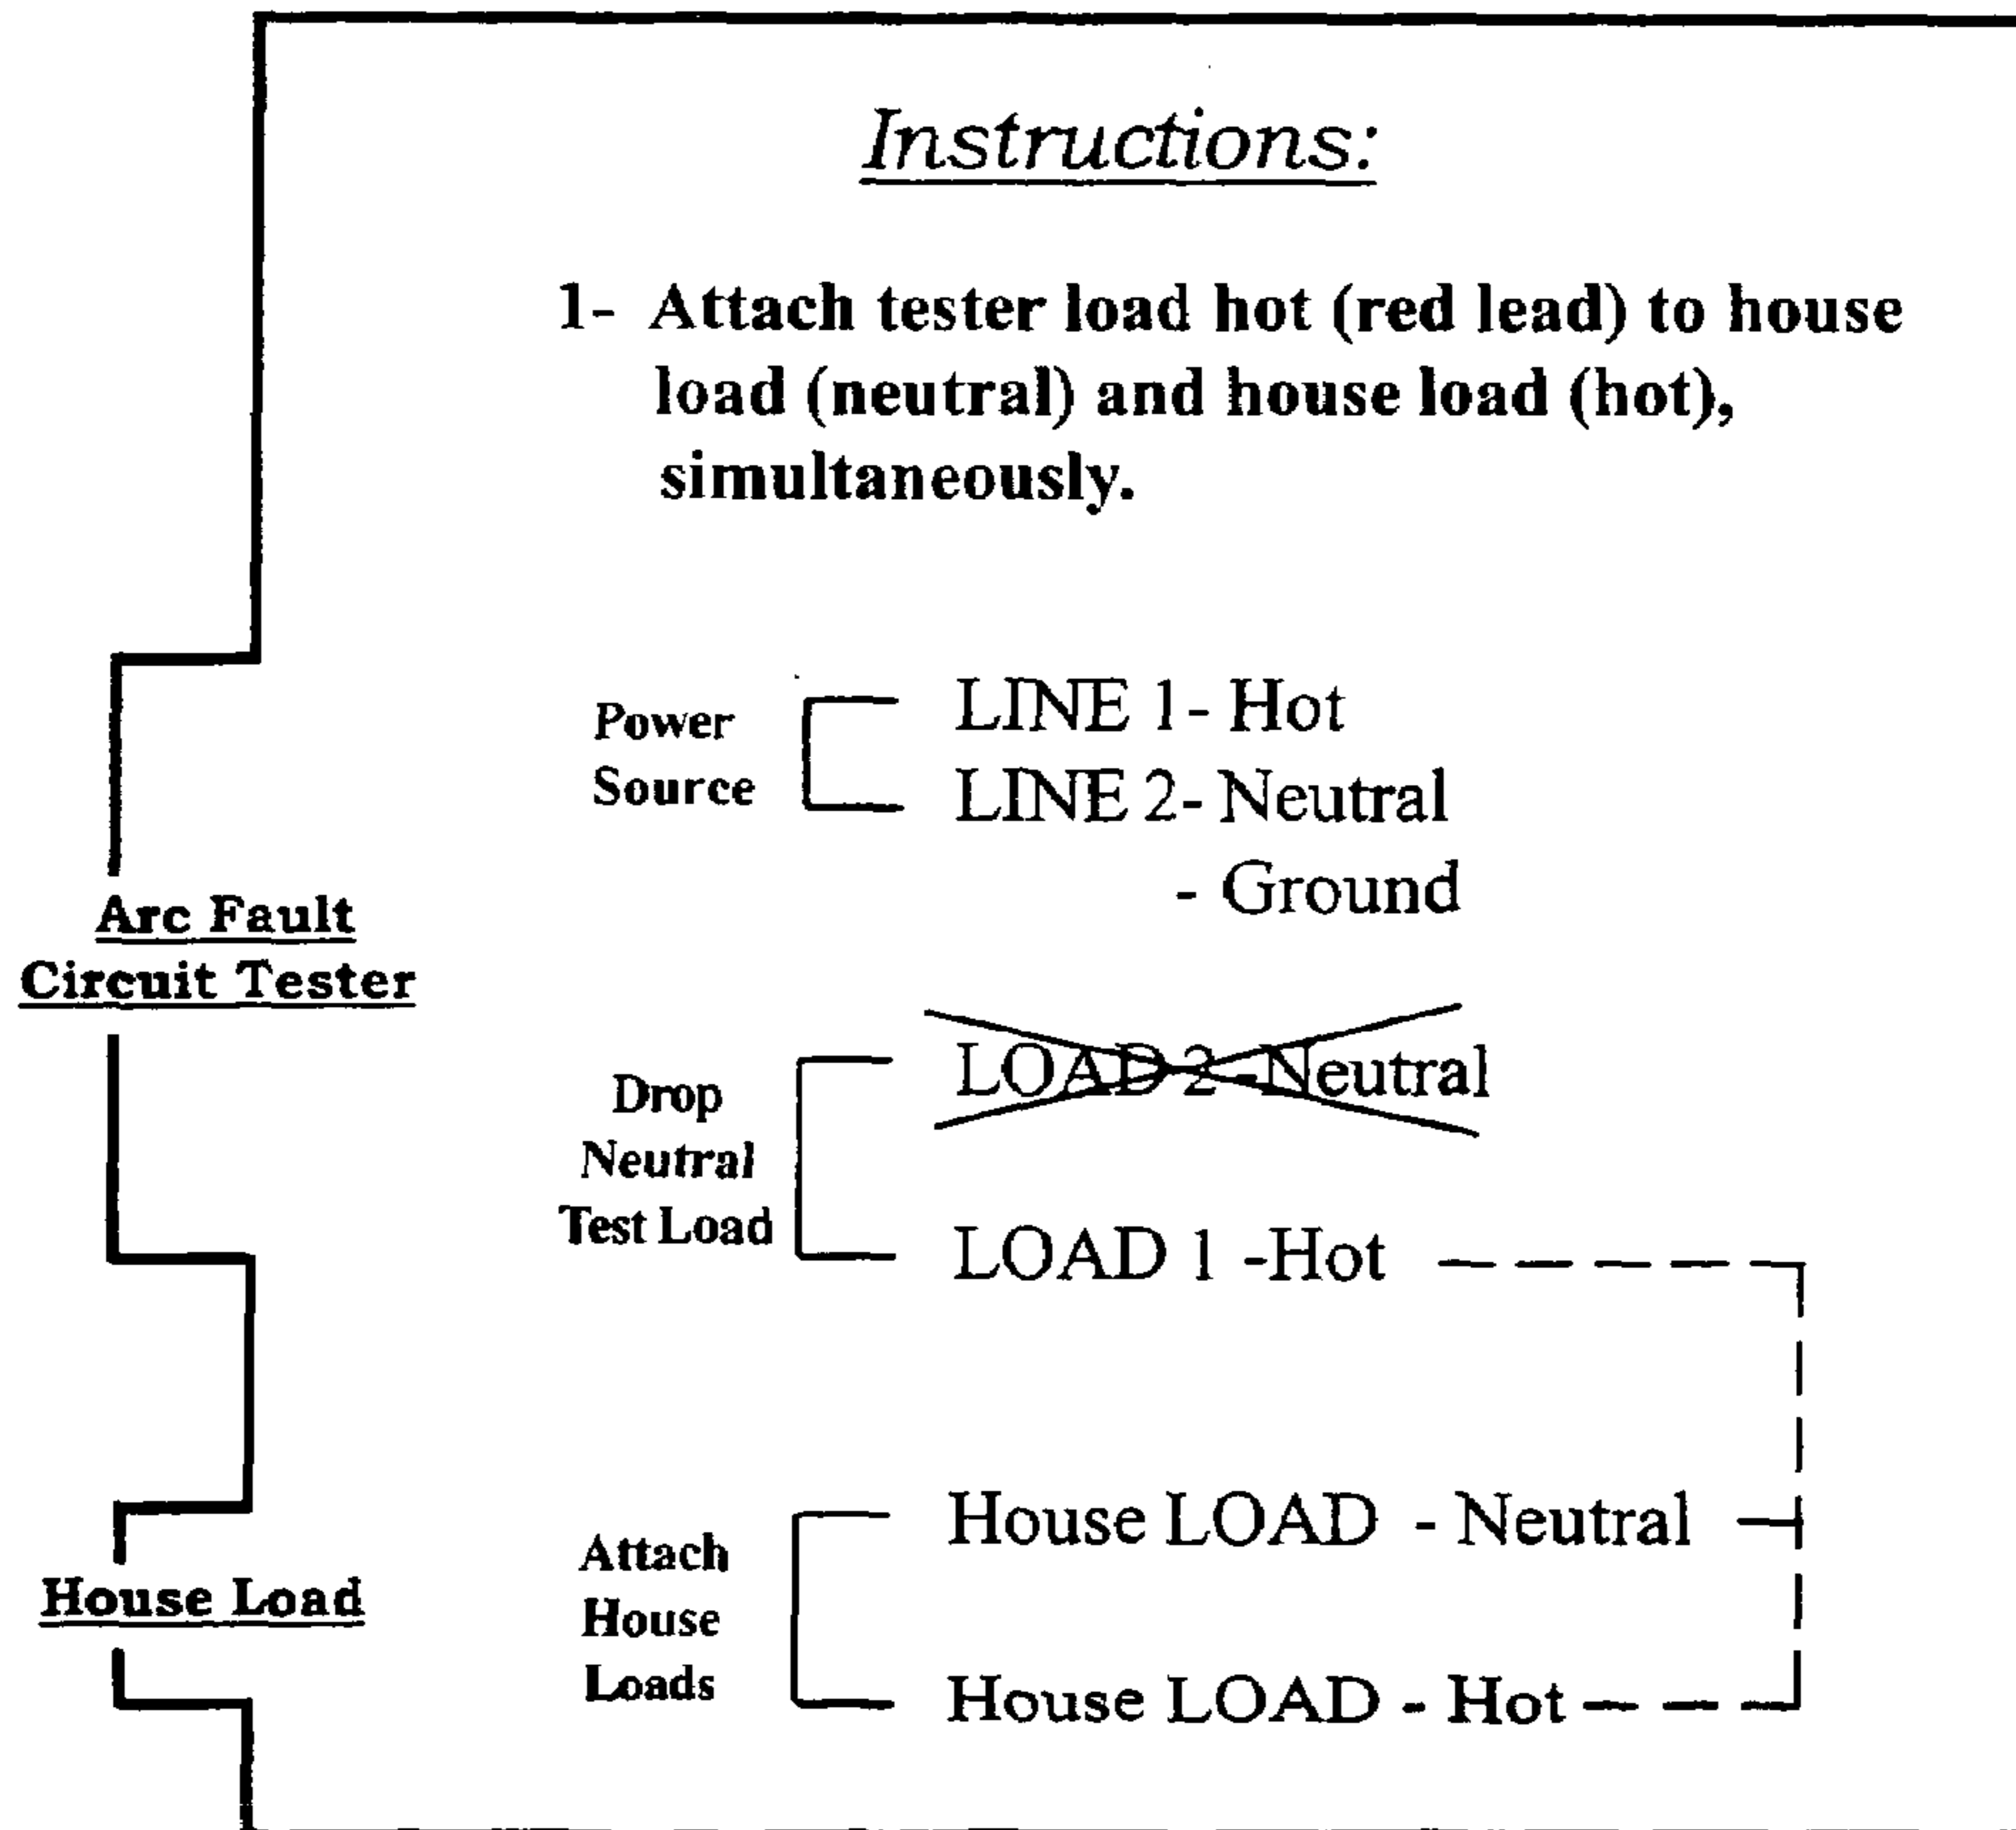 Instructions:
1- Attach tester load hot (red lead) to house
load (neutral) and house load (hot),
simultaneously.
Power
Source
LINE 1- Hot
LINE 2- Neutral
- Ground
Arc Fault
Circuit Tester
Drop
Neutral
Test Load
LOAD 2 -Neutral
LOAD 1 -Hot
Attach
House
Loads
House LOAD - Neutral
House LOAD - Hot
House Load